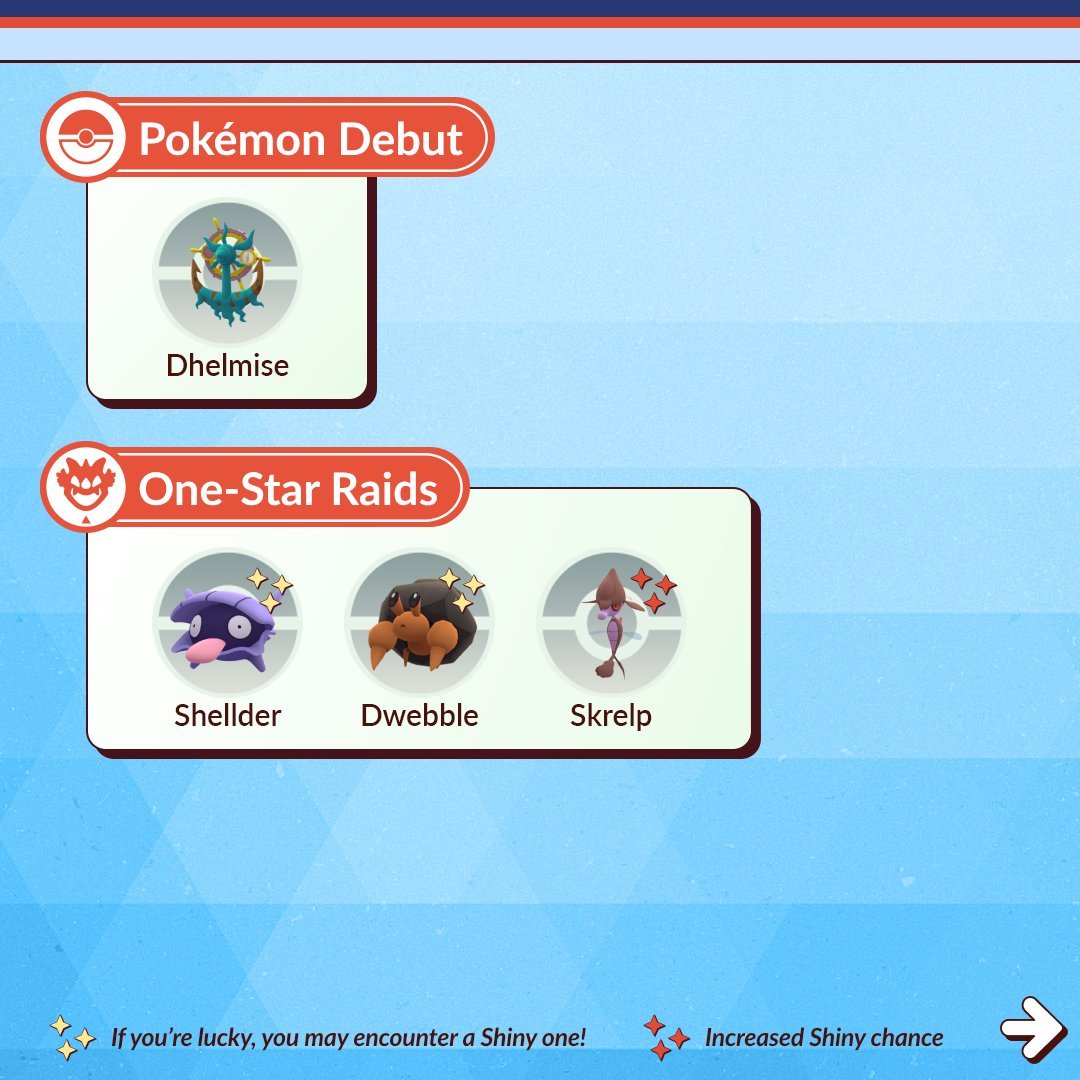 Pokémon Debut
Dhelmise
One-Star Raids
Shellder Dwebble Skrelp
If you're lucky, you may encounter a Shiny one! Increased Shiny chance